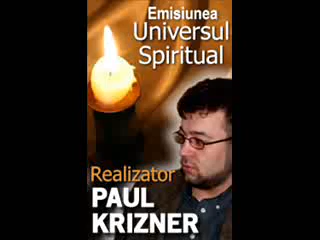 Emisiunea
Universul
Spiritual
Realizator
PAUL
KRIZNER